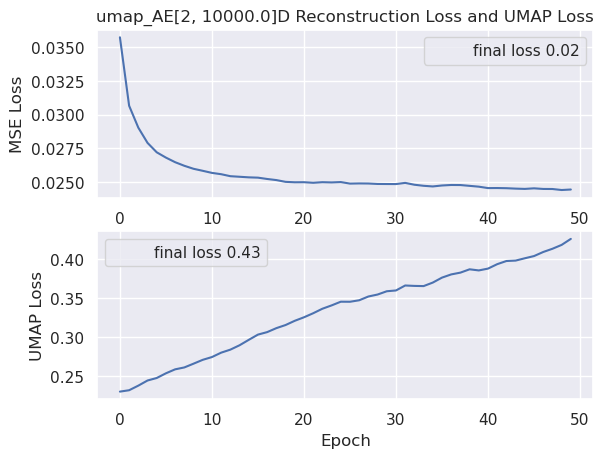 umap_AE[2, 10000.0]D Reconstruction Loss and UMAP Loss
final loss 0.02
MSE Loss
0.0350
0.0325
0.0300
0.0275
0.0250
0 10 20 30 40 50
final loss 0.43
UMAP Loss
0.40
0.35
0.30
0.25
0 10 20 30 40 50
Epoch